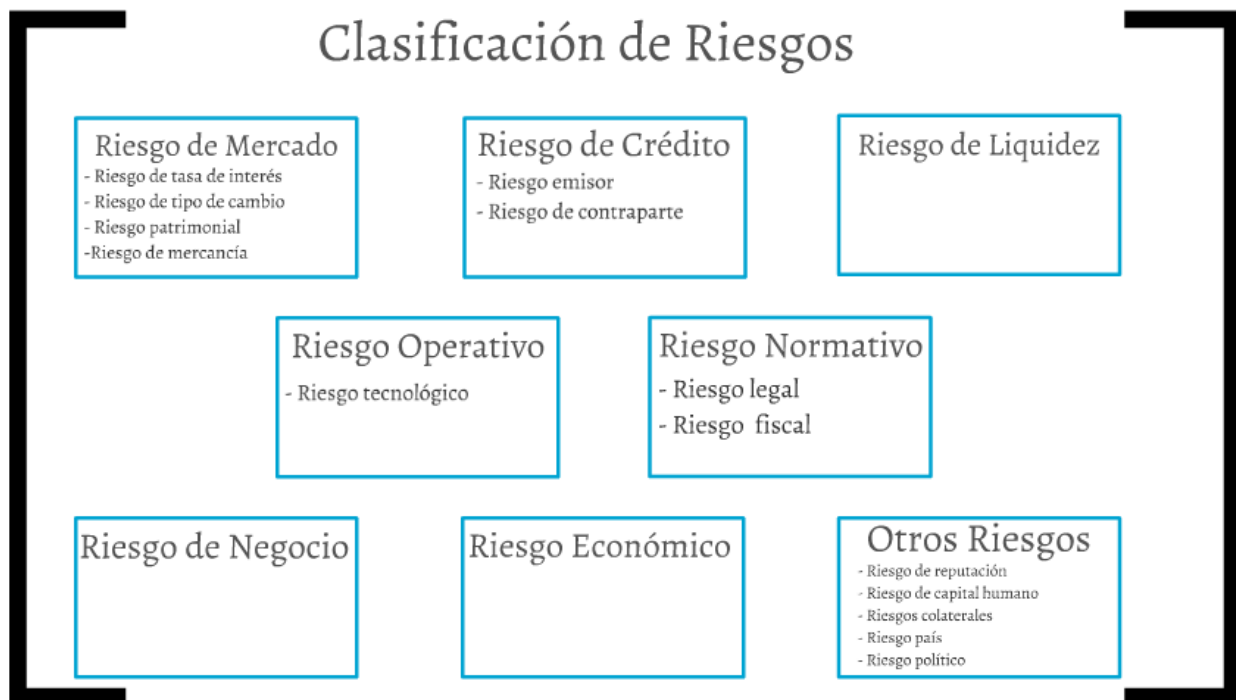 Clasificación de Riesgos
Riesgo de Mercado
- Riesgo de tasa de interés
- Riesgo de tipo de cambio
- Riesgo patrimonial
-Riesgo de mercancía
Riesgo de Crédito
- Riesgo emisor
- Riesgo de contraparte
Riesgo de Liquidez
Riesgo Operativo
- Riesgo tecnológico
Riesgo Normativo
- Riesgo legal
- Riesgo fiscal
Riesgo de Negocio
Riesgo Económico
Otros Riesgos
- Riesgo de reputación
- Riesgo de capital humano
- Riesgos colaterales
- Riesgo país
- Riesgo político